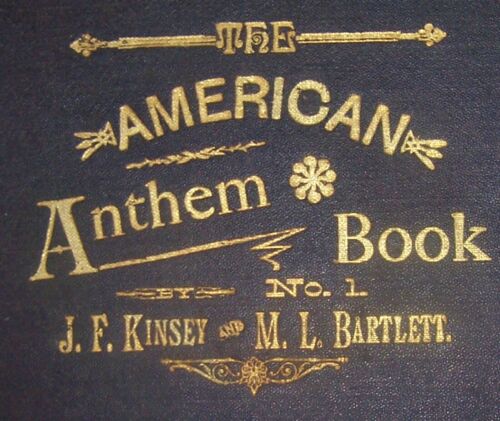 THE
AMERICAN
Anthem
Book
No. 1.
BY
J. F. KINSEY AND M. L. BARTLETT.